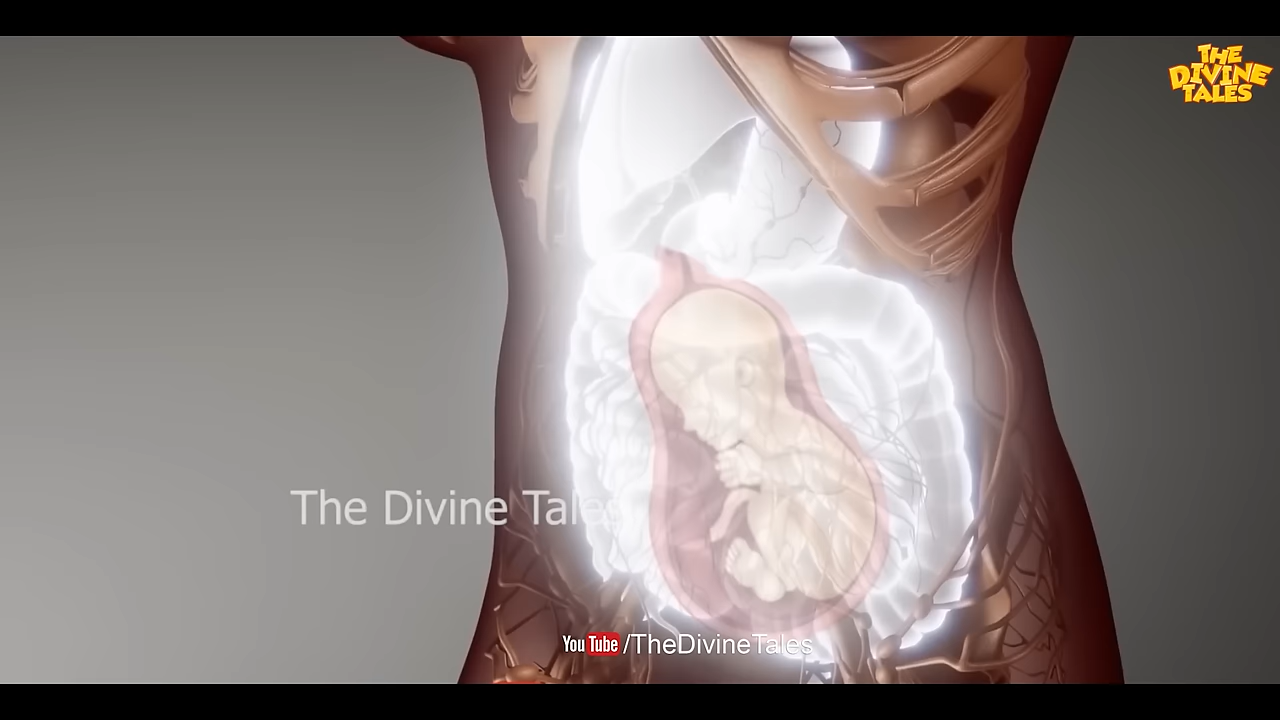 THE
DIVINE
TALES
The Divine Tales
YouTube/TheDivineTales